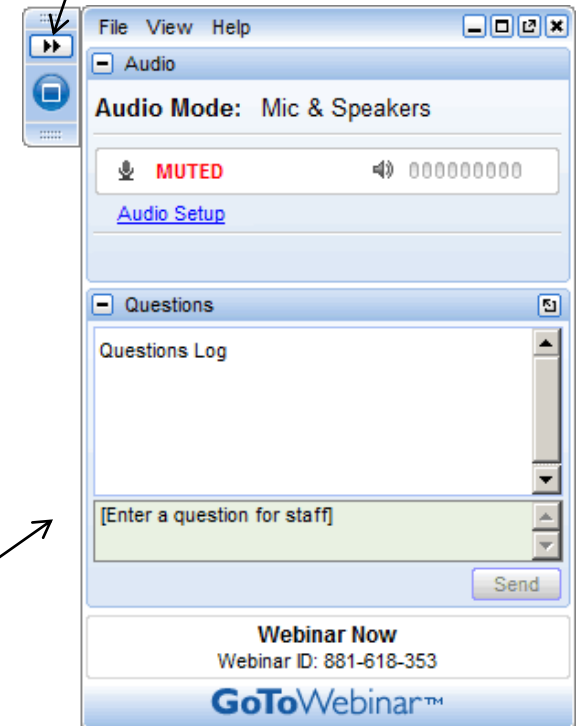 File View Help
Audio
Audio Mode: Mic & Speakers
MUTED 000000000
Audio Setup
Questions
Questions Log
[Enter a question for staff]
Send
Webinar Now
Webinar ID: 881-618-353
GoToWebinar™